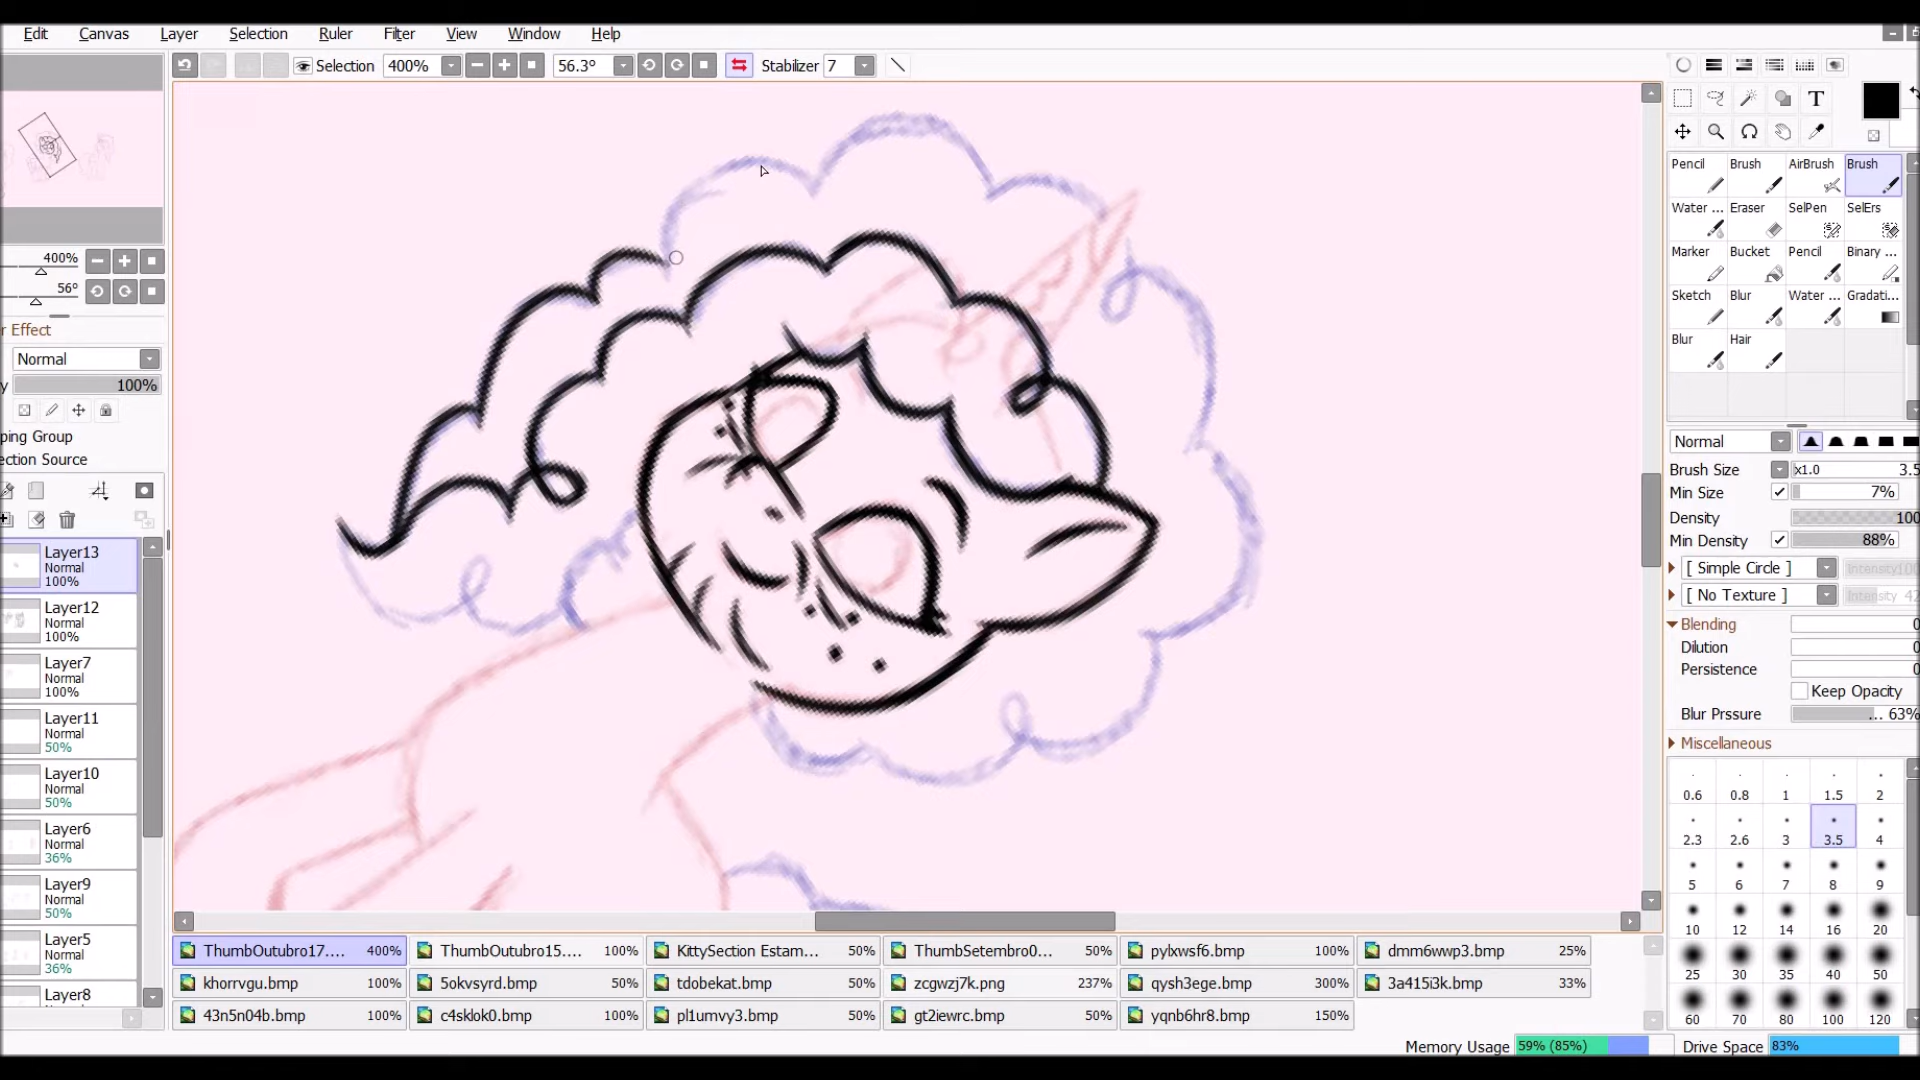 Edit Canvas Layer Selection Ruler Filter View Window Help
Selection 400% 56.3° Stabilizer 7
T
400%
56°
r Effect
Normal
y 100%
ping Group
ection Source
Layer13
Normal
100%
Layer12
Normal
100%
Layer7
Normal
100%
Layer11
Normal
50%
Layer10
Normal
50%
Layer6
Normal
36%
Layer9
Normal
50%
Layer5
Normal
36%
Layer8
Pencil Brush AirBrush Brush
Water ... Eraser SelPen SelErs
Marker Bucket Pencil Binary ...
Sketch Blur Water ... Gradati...
Blur Hair
Normal
Brush Size x1.0 3.5
Min Size 7%
Density 100
Min Density 88%
[ Simple Circle ] Intensity 100
[ No Texture ] Intensity 42
Blending 0
Dilution 0
Persistence 0
Keep Opacity
Blur Prssure ... 63%
Miscellaneous
0.6 0.8 1 1.5 2
2.3 2.6 3 3.5 4
5 6 7 8 9
10 12 14 16 20
25 30 35 40 50
60 70 80 100 120
ThumbOutubro17.... 400% ThumbOutubro15.... 100% KittySection Estam... 50% ThumbSetembro0... 50% pylxwsf6.bmp 100% dmm6wwp3.bmp 25%
khorrvgu.bmp 100% 5okvsyrd.bmp 50% tdobekat.bmp 50% zcgwzj7k.png 237% qysh3ege.bmp 300% 3a415i3k.bmp 33%
43n5n04b.bmp 100% c4sklok0.bmp 100% pl1umvy3.bmp 50% gt2iewrc.bmp 50% yqnb6hr8.bmp 150%
Memory Usage 59% (85%) Drive Space 83%